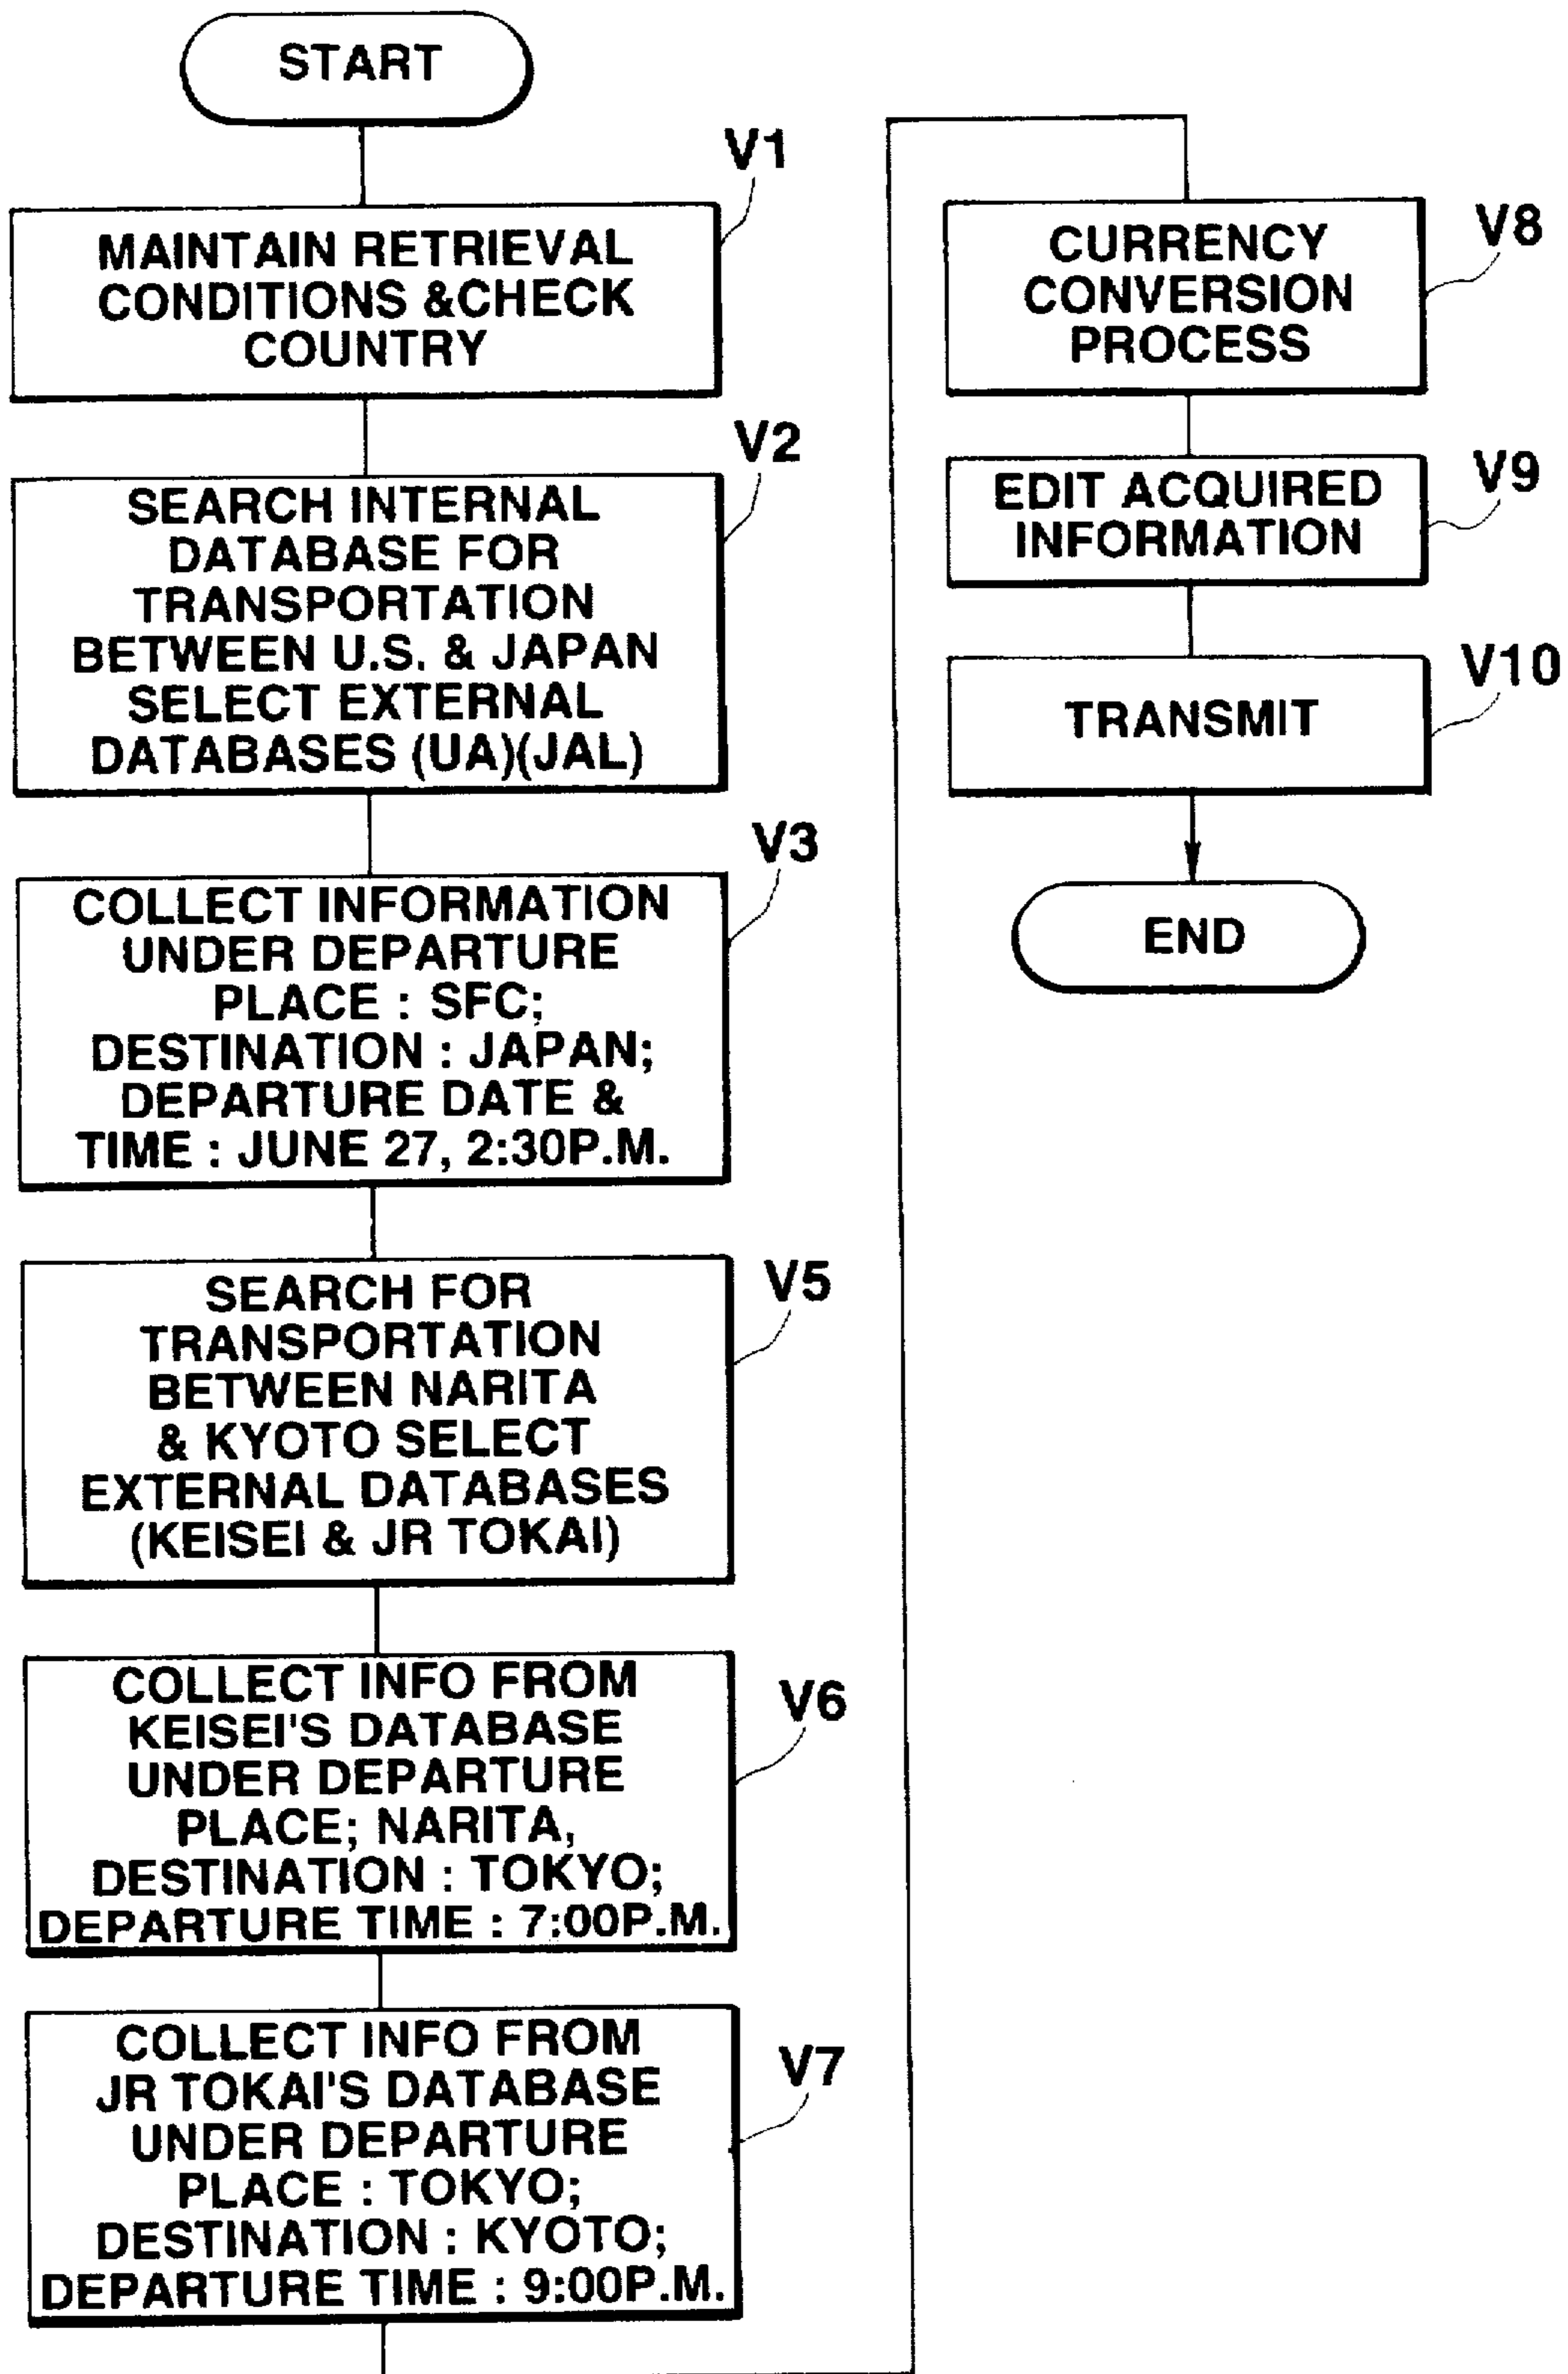 START
V1
MAINTAIN RETRIEVAL
CONDITIONS &CHECK
COUNTRY
V2
SEARCH INTERNAL
DATABASE FOR
TRANSPORTATION
BETWEEN U.S. & JAPAN
SELECT EXTERNAL
DATABASES (UA)(JAL)
V3
COLLECT INFORMATION
UNDER DEPARTURE
PLACE : SFC;
DESTINATION : JAPAN;
DEPARTURE DATE &
TIME : JUNE 27, 2:30P.M.
V5
SEARCH FOR
TRANSPORTATION
BETWEEN NARITA
& KYOTO SELECT
EXTERNAL DATABASES
(KEISEI & JR TOKAI)
V6
COLLECT INFO FROM
KEISEI'S DATABASE
UNDER DEPARTURE
PLACE; NARITA,
DESTINATION : TOKYO;
DEPARTURE TIME : 7:00P.M.
V7
COLLECT INFO FROM
JR TOKAI'S DATABASE
UNDER DEPARTURE
PLACE : TOKYO;
DESTINATION : KYOTO;
DEPARTURE TIME : 9:00P.M.
V8
CURRENCY
CONVERSION
PROCESS
V9
EDIT ACQUIRED
INFORMATION
V10
TRANSMIT
END